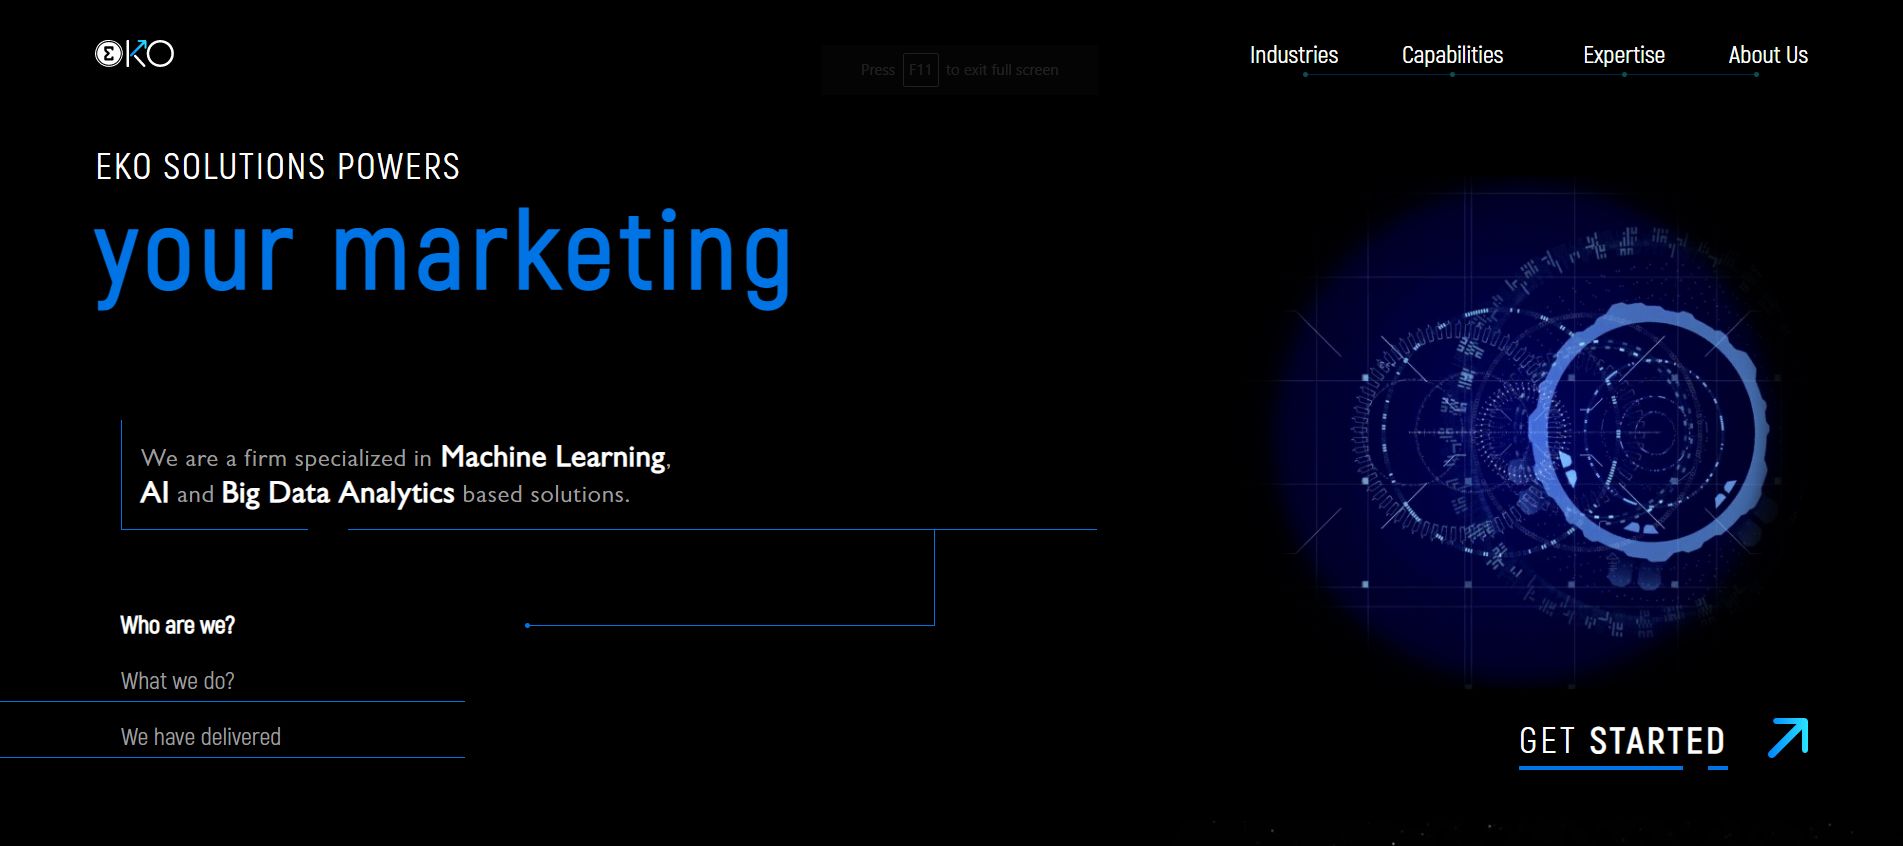 EKO
Industries
Capabilities
Expertise
About Us
Press F11 to exit full screen
EKO SOLUTIONS POWERS
your marketing
We are a firm specialized in Machine Learning,
AI and Big Data Analytics based solutions.
Who are we?
What we do?
We have delivered
GET STARTED